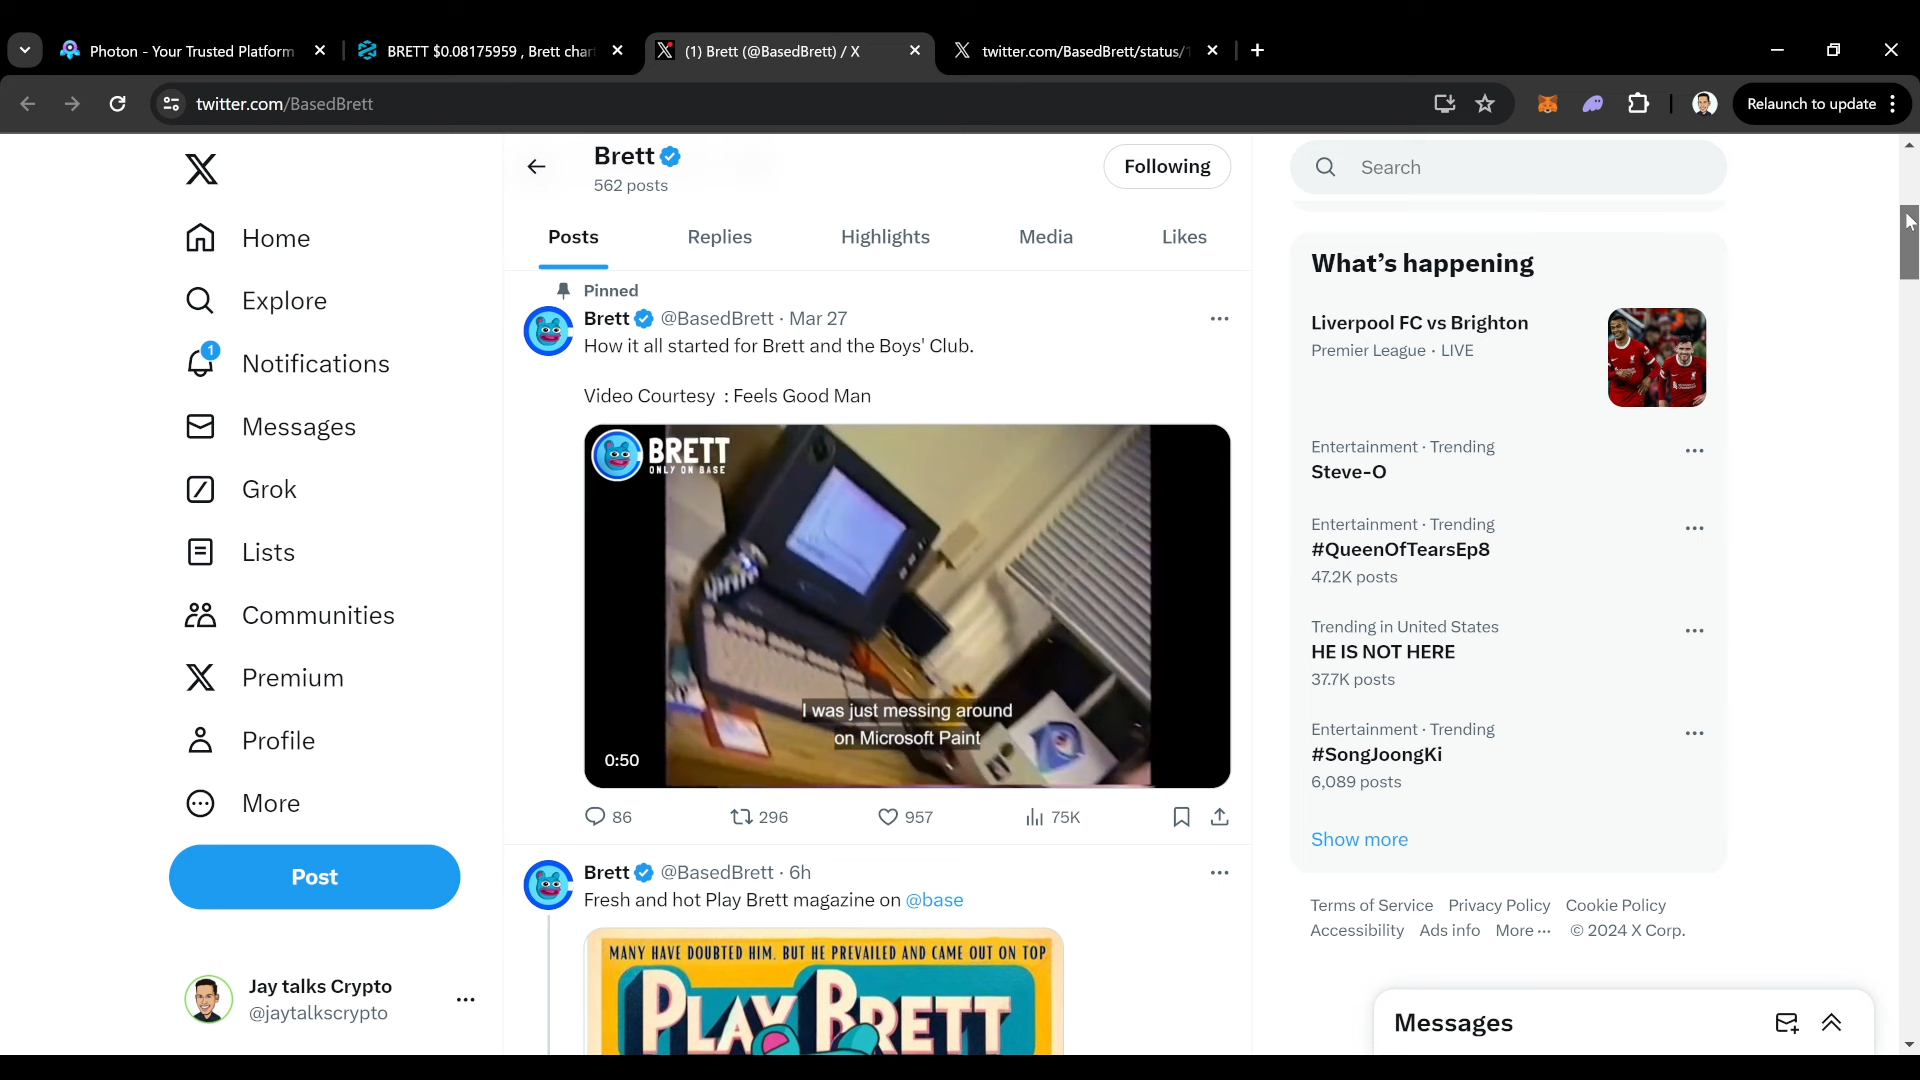 Photon - Your Trusted Platform
BRETT $0.08175959 , Brett char
(1) Brett (@BasedBrett) / X
twitter.com/BasedBrett/status/1
twitter.com/BasedBrett
Relaunch to update
Home
Explore
1
Notifications
Messages
Grok
Lists
Communities
Premium
Profile
More
Post
Jay talks Crypto
@jaytalkscrypto
Brett
562 posts
Following
Posts
Replies
Highlights
Media
Likes
Pinned
Brett @BasedBrett · Mar 27
How it all started for Brett and the Boys' Club.
Video Courtesy : Feels Good Man
BRETT
ONLY ON BASE
I was just messing around
on Microsoft Paint
0:50
86
296
957
75K
Brett @BasedBrett · 6h
Fresh and hot Play Brett magazine on @base
MANY HAVE DOUBTED HIM. BUT HE PREVAILED AND CAME OUT ON TOP
PLAY BRETT
Search
What's happening
Liverpool FC vs Brighton
Premier League · LIVE
Entertainment · Trending
Steve-O
Entertainment · Trending
#QueenOfTearsEp8
47.2K posts
Trending in United States
HE IS NOT HERE
37.7K posts
Entertainment · Trending
#SongJoongKi
6,089 posts
Show more
Terms of Service Privacy Policy Cookie Policy
Accessibility Ads info More ··· © 2024 X Corp.
Messages